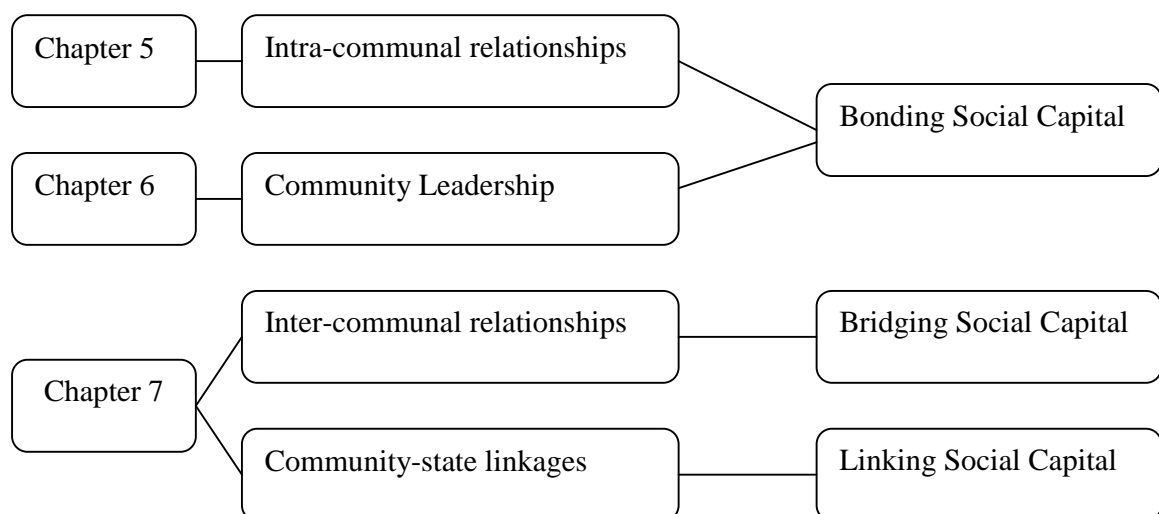 Chapter 5
Intra-communal relationships
Bonding Social Capital
Chapter 6
Community Leadership
Inter-communal relationships
Bridging Social Capital
Chapter 7
Community-state linkages
Linking Social Capital